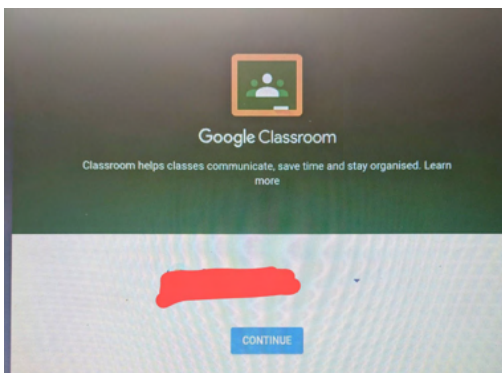 Google Classroom
Classroom helps classes communicate, save time and stay organised. Learn
more
CONTINUE